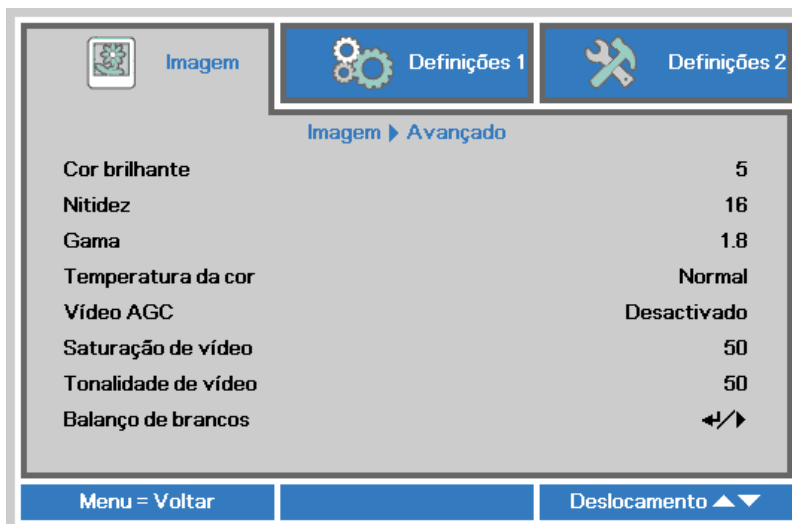 Imagem Definições 1 Definições 2
Imagem Avançado
Cor brilhante 5
Nitidez 16
Gama 1.8
Temperatura da cor Normal
Vídeo AGC Desactivado
Saturação de vídeo 50
Tonalidade de vídeo 50
Balanço de brancos
Menu = Voltar Deslocamento